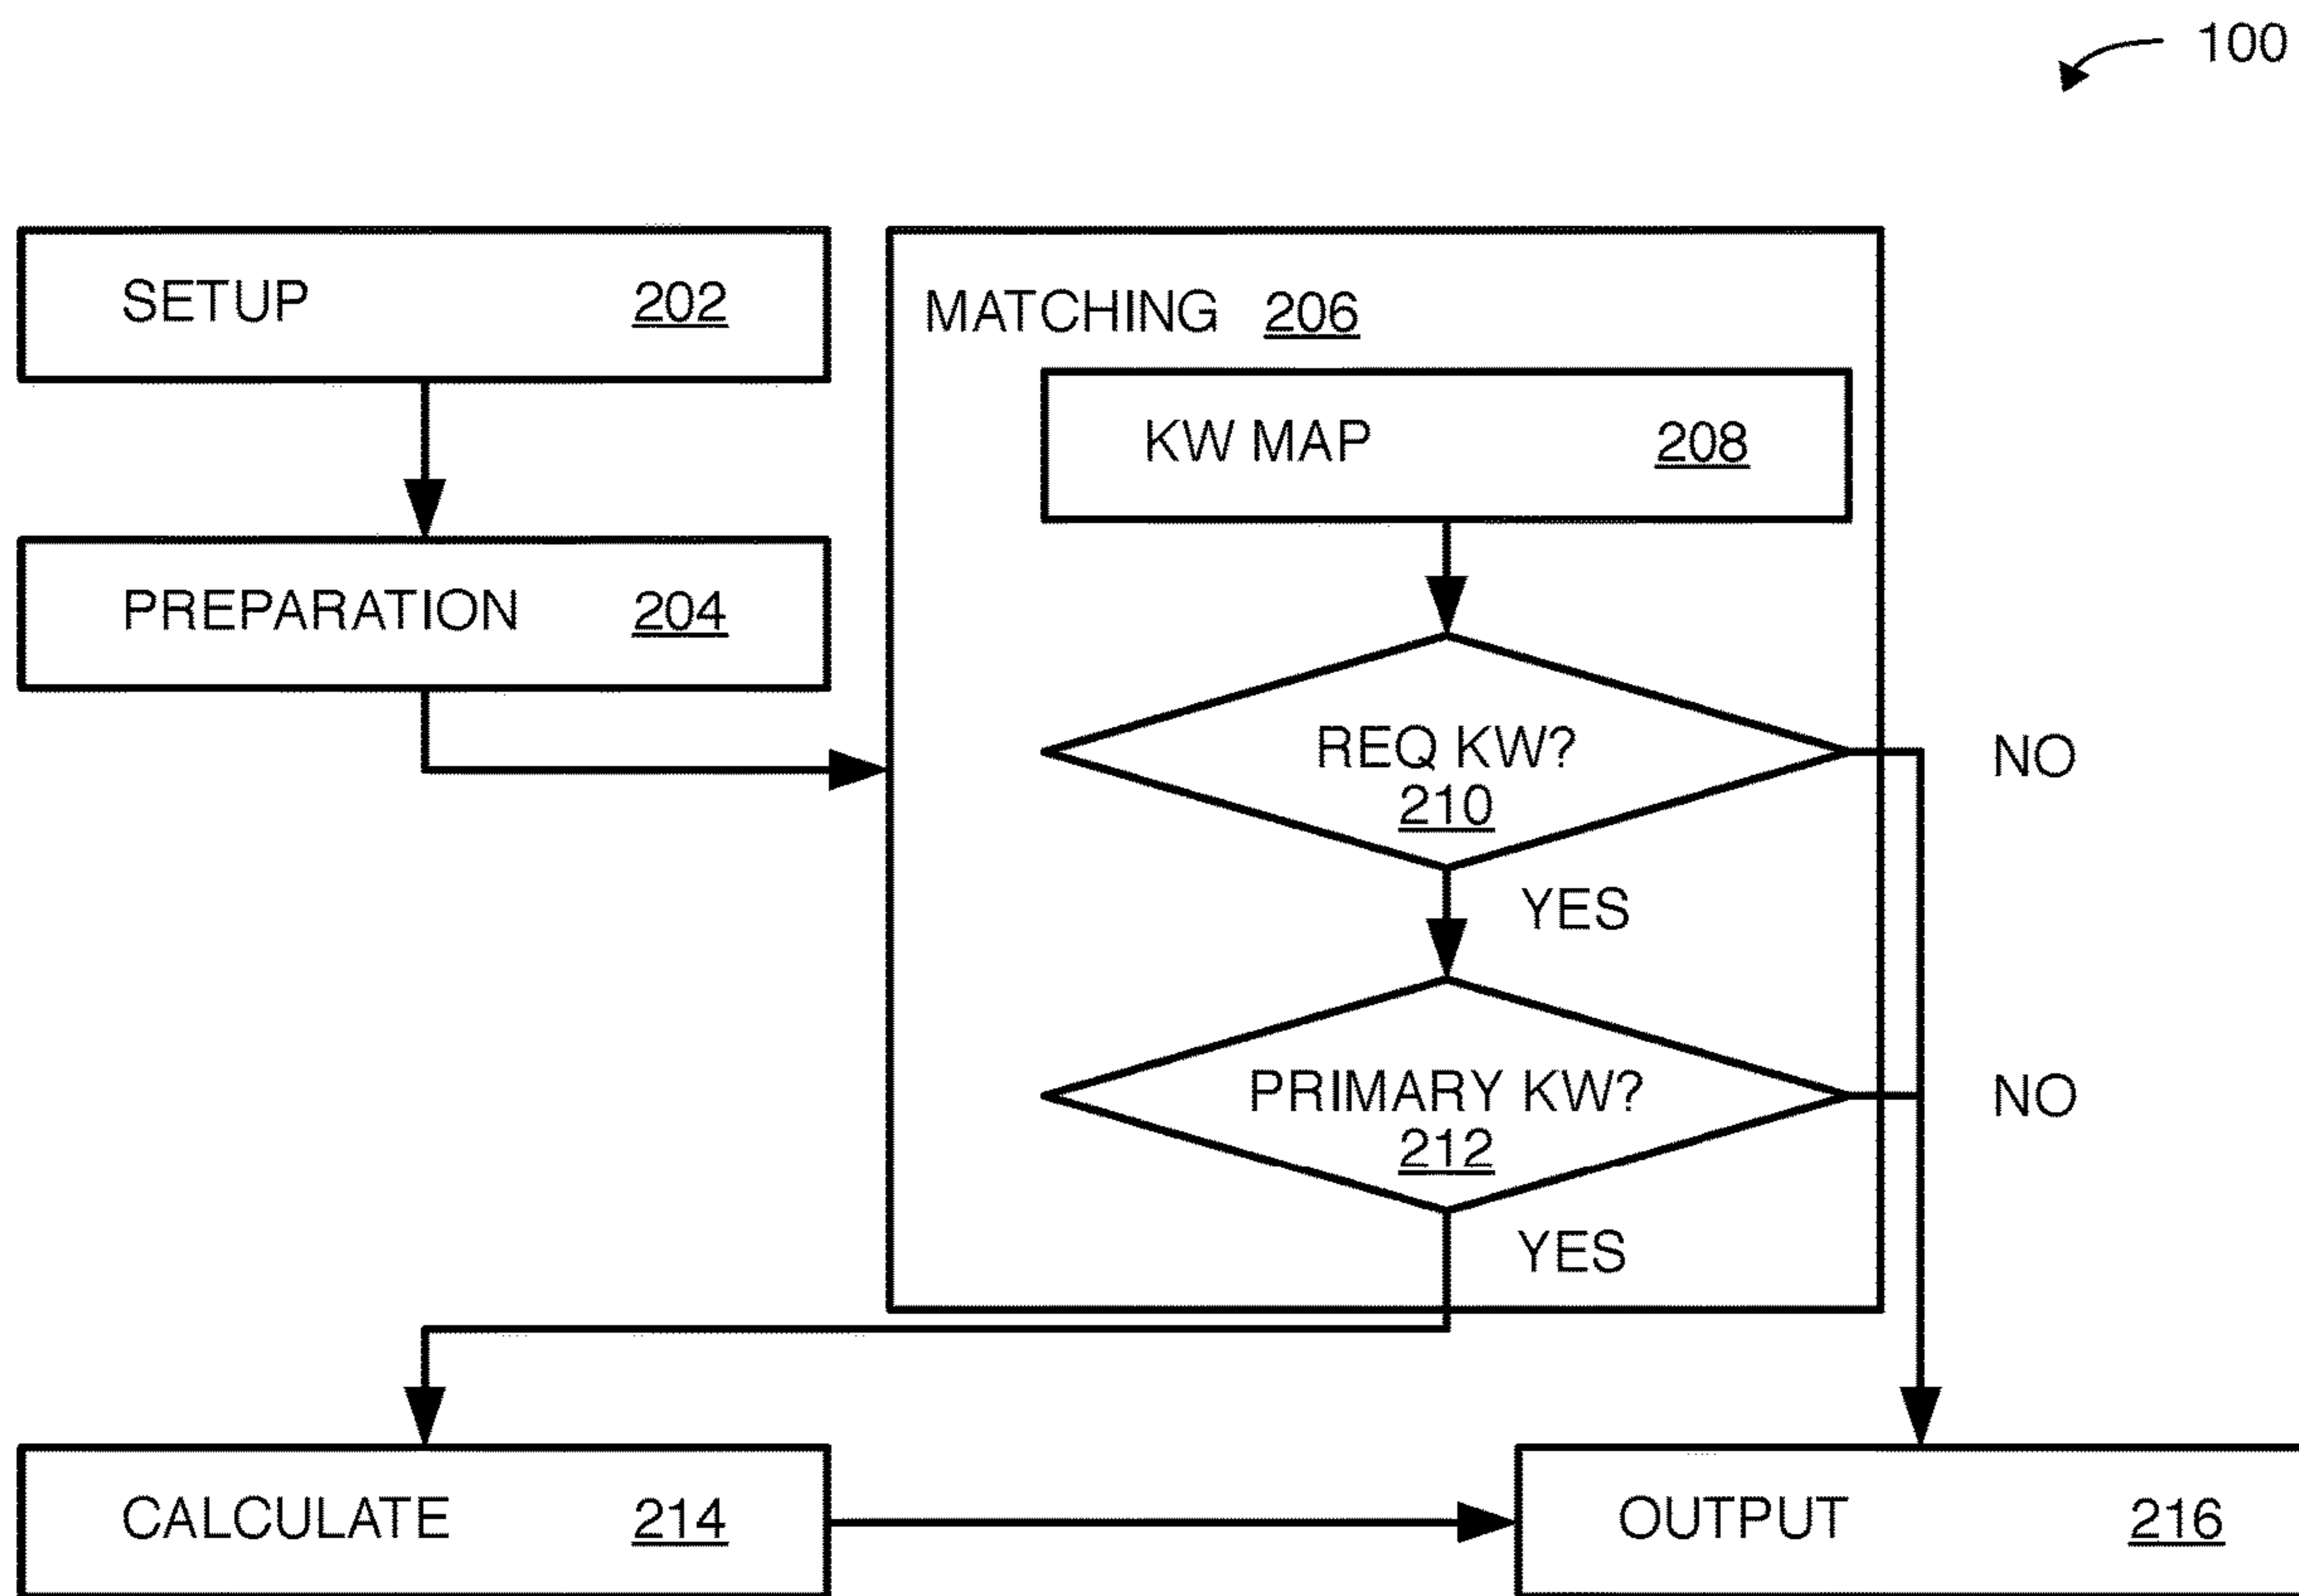 100
SETUP 202
PREPARATION 204
MATCHING 206
KW MAP 208
REQ KW?
210
NO
YES
PRIMARY KW?
212
NO
YES
CALCULATE 214
OUTPUT 216